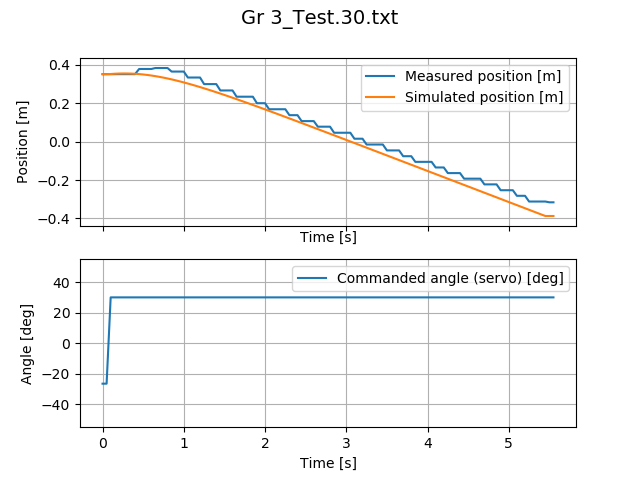 Gr 3_Test.30.txt
0.4
0.2
0.0
−0.2
−0.4
Position [m]
Measured position [m]
Simulated position [m]
Time [s]
40
20
0
−20
−40
Angle [deg]
Commanded angle (servo) [deg]
0 1 2 3 4 5
Time [s]